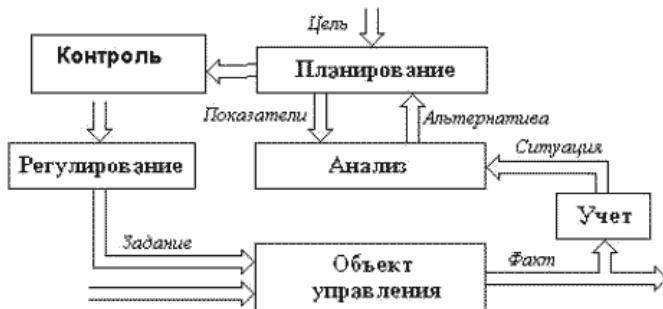 Цель
Контроль
Планирование
Показатели
Альтернатива
Ситуация
Регулирование
Анализ
Учет
Задание
Объект
управления
Факт